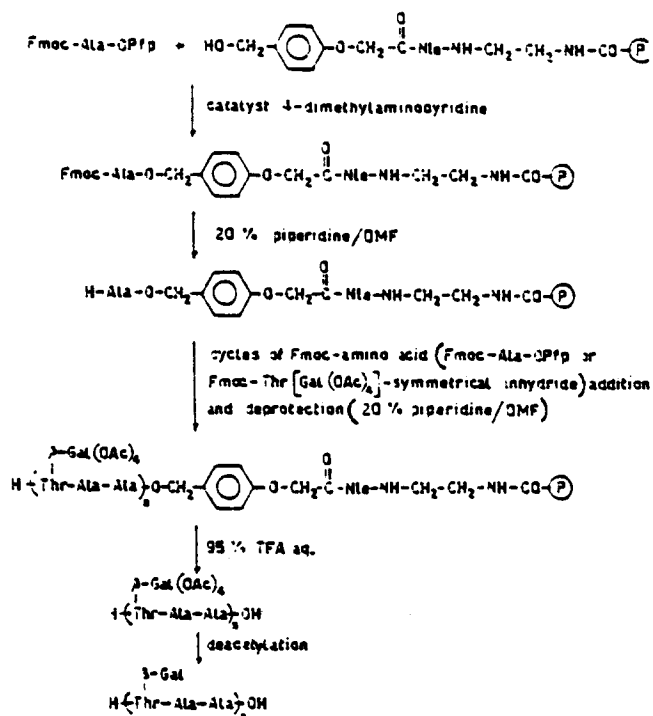 O
Fmoc-Ala-OPfp + HO-CH2-O-CH2-C-Nle-NH-CH2-CH2-NH-CO-P
catalyst 4-dimethylaminopyridine
O
Fmoc-Ala-O-CH2-O-CH2-C-Nle-NH-CH2-CH2-NH-CO-P
20 % piperidine/DMF
O
H-Ala-O-CH2-O-CH2-C-Nle-NH-CH2-CH2-NH-CO-P
cycles of Fmoc-amino acid (Fmoc-Ala-OPfp or
Fmoc-Thr[Gal(OAc)4]-symmetrical anhydride) addition
and deprotection (20 % piperidine/DMF)
β-Gal(OAc)4
O
H-(Thr-Ala-Ala)n-O-CH2-O-CH2-C-Nle-NH-CH2-CH2-NH-CO-P
95 % TFA aq.
β-Gal(OAc)4
H-(Thr-Ala-Ala)n-OH
deacetylation
β-Gal
H-(Thr-Ala-Ala)n-OH